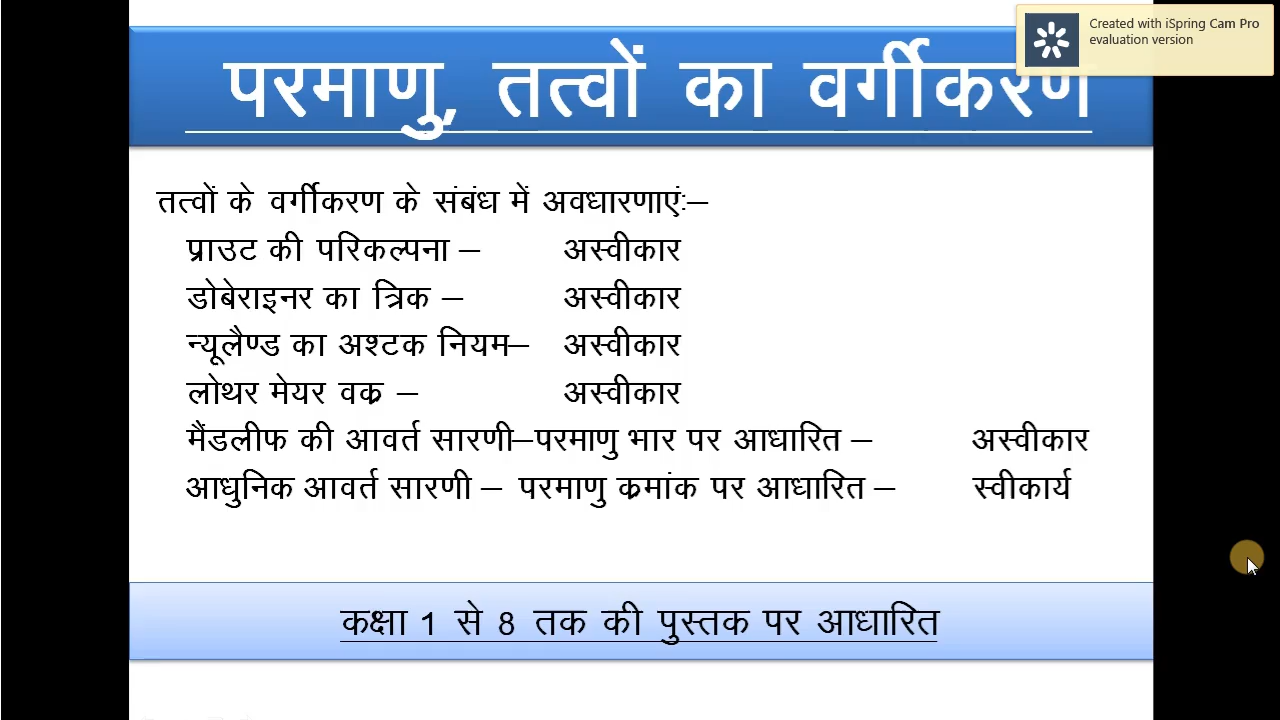 Created with iSpring Cam Pro
evaluation version
परमाणु, तत्वों का वर्गीकरण
तत्वों के वर्गीकरण के संबंध में अवधारणाएं:–
प्राउट की परिकल्पना – अस्वीकार
डोबेराइनर का त्रिक – अस्वीकार
न्यूलैण्ड का अश्टक नियम– अस्वीकार
लोथर मेयर वक्र – अस्वीकार
मैंडलीफ की आवर्त सारणी–परमाणु भार पर आधारित – अस्वीकार
आधुनिक आवर्त सारणी – परमाणु क्रमांक पर आधारित – स्वीकार्य
कक्षा 1 से 8 तक की पुस्तक पर आधारित